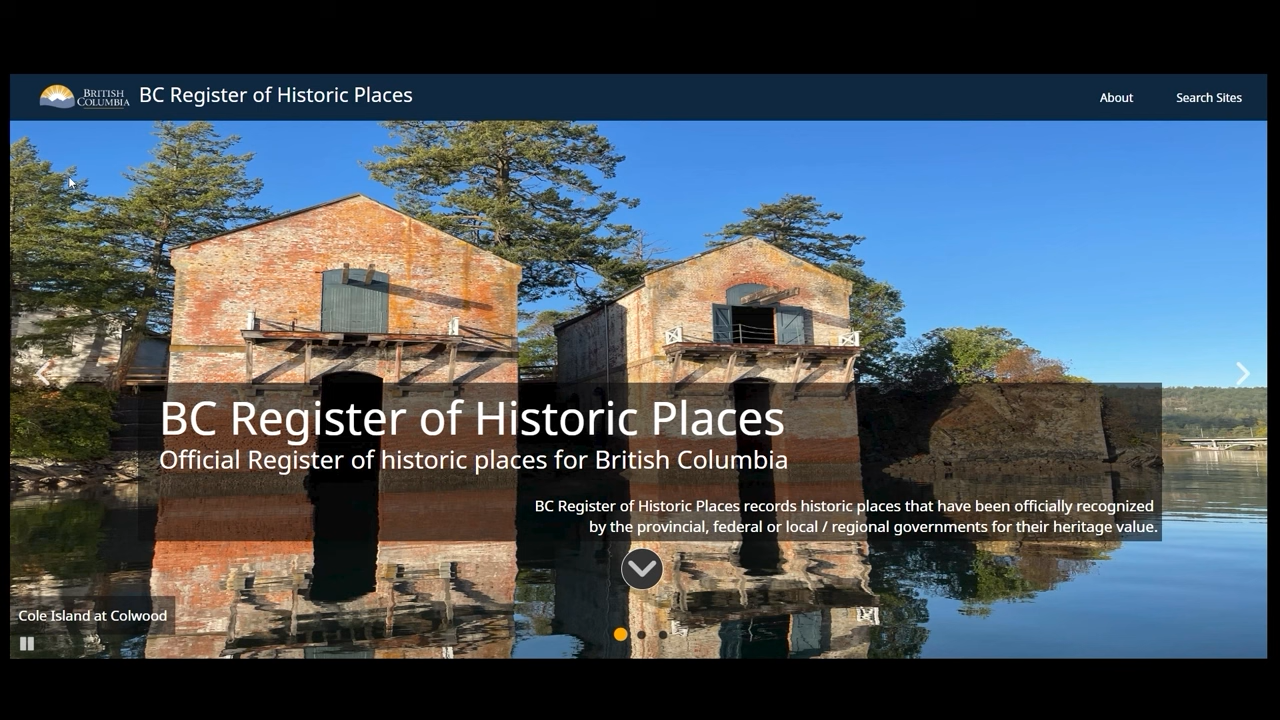 BRITISH
COLUMBIA
BC Register of Historic Places
About
Search Sites
BC Register of Historic Places
Official Register of historic places for British Columbia
BC Register of Historic Places records historic places that have been officially recognized
by the provincial, federal or local / regional governments for their heritage value.
Cole Island at Colwood